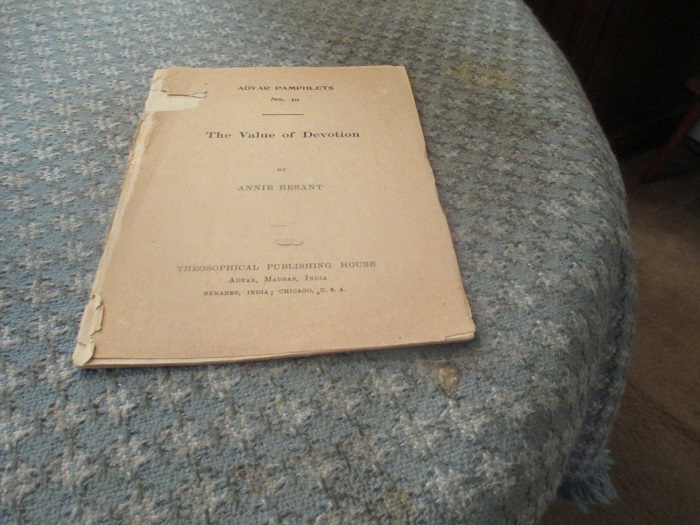 ADYAR PAMPHLETS
No. 10
The Value of Devotion
BY
ANNIE BESANT
THEOSOPHICAL PUBLISHING HOUSE
ADYAR, MADRAS, INDIA
BENARES, INDIA; CHICAGO, U. S. A.